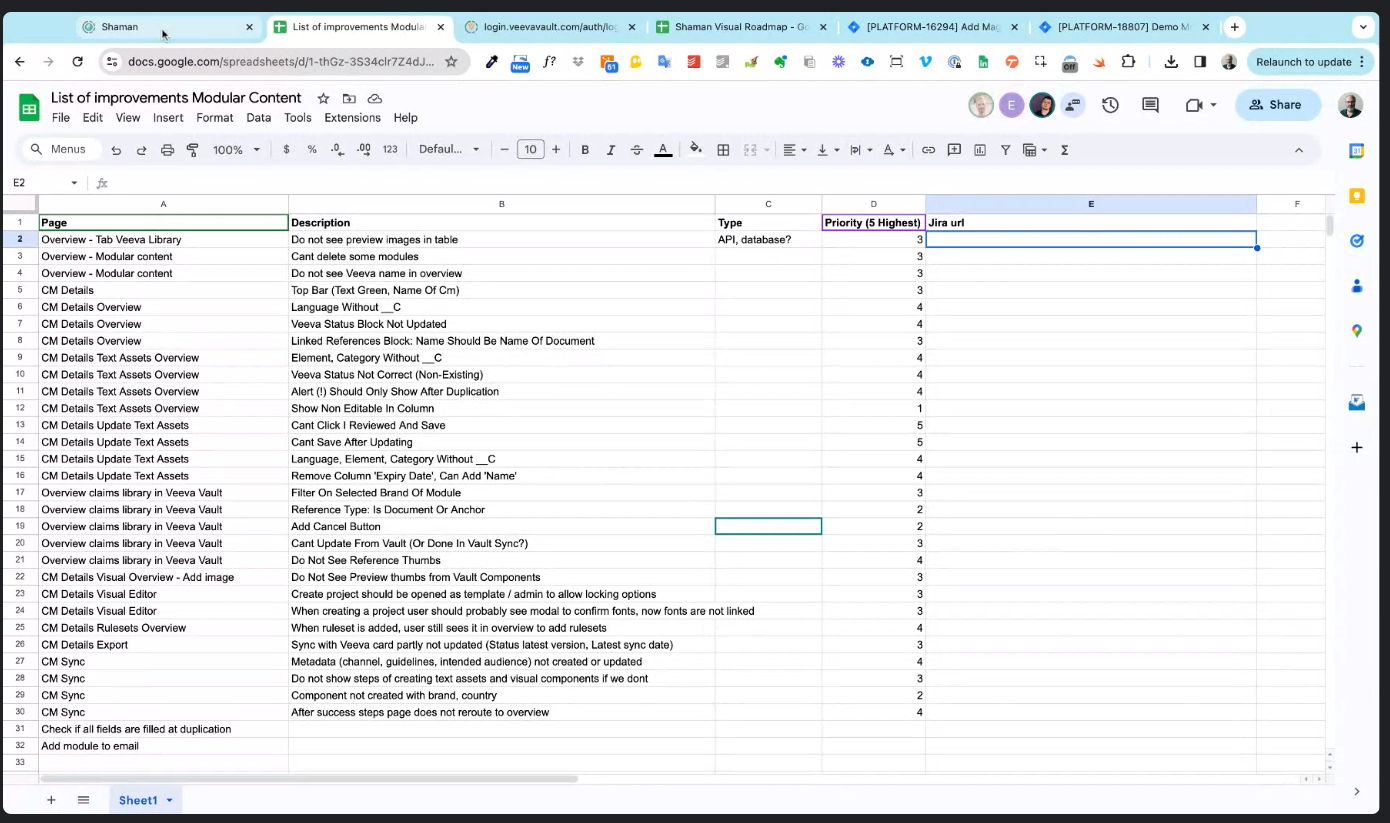 Shaman
List of improvements Modula
login.veevavault.com/auth/lo
Shaman Visual Roadmap - Go
[PLATFORM-16294] Add Ma
[PLATFORM-18807] Demo M
docs.google.com/spreadsheets/d/1-thGz-3S34clr7Z4dJ...
New
f?
61
Off
Relaunch to update
List of improvements Modular Content
E
Share
File Edit View Insert Format Data Tools Extensions Help
Menus 100% $ % .0 .00 123 Defaul... 10 B I A
E2 fx
A B C D E F
1 Page Description Type Priority (5 Highest) Jira url
2 Overview - Tab Veeva Library Do not see preview images in table API, database? 3
3 Overview - Modular content Cant delete some modules 3
4 Overview - Modular content Do not see Veeva name in overview 3
5 CM Details Top Bar (Text Green, Name Of Cm) 3
6 CM Details Overview Language Without __C 4
7 CM Details Overview Veeva Status Block Not Updated 4
8 CM Details Overview Linked References Block: Name Should Be Name Of Document 3
9 CM Details Text Assets Overview Element, Category Without __C 4
10 CM Details Text Assets Overview Veeva Status Not Correct (Non-Existing) 4
11 CM Details Text Assets Overview Alert (!) Should Only Show After Duplication 4
12 CM Details Text Assets Overview Show Non Editable In Column 1
13 CM Details Update Text Assets Cant Click I Reviewed And Save 5
14 CM Details Update Text Assets Cant Save After Updating 5
15 CM Details Update Text Assets Language, Element, Category Without __C 4
16 CM Details Update Text Assets Remove Column 'Expiry Date', Can Add 'Name' 4
17 Overview claims library in Veeva Vault Filter On Selected Brand Of Module 3
18 Overview claims library in Veeva Vault Reference Type: Is Document Or Anchor 2
19 Overview claims library in Veeva Vault Add Cancel Button 2
20 Overview claims library in Veeva Vault Cant Update From Vault (Or Done In Vault Sync?) 3
21 Overview claims library in Veeva Vault Do Not See Reference Thumbs 4
22 CM Details Visual Overview - Add image Do Not See Preview thumbs from Vault Components 3
23 CM Details Visual Editor Create project should be opened as template / admin to allow locking options 3
24 CM Details Visual Editor When creating a project user should probably see modal to confirm fonts, now fonts are not linked 3
25 CM Details Rulesets Overview When ruleset is added, user still sees it in overview to add rulesets 4
26 CM Details Export Sync with Veeva card partly not updated (Status latest version, Latest sync date) 3
27 CM Sync Metadata (channel, guidelines, intended audience) not created or updated 4
28 CM Sync Do not show steps of creating text assets and visual components if we dont 3
29 CM Sync Component not created with brand, country 2
30 CM Sync After success steps page does not reroute to overview 4
31 Check if all fields are filled at duplication
32 Add module to email
33
Sheet1